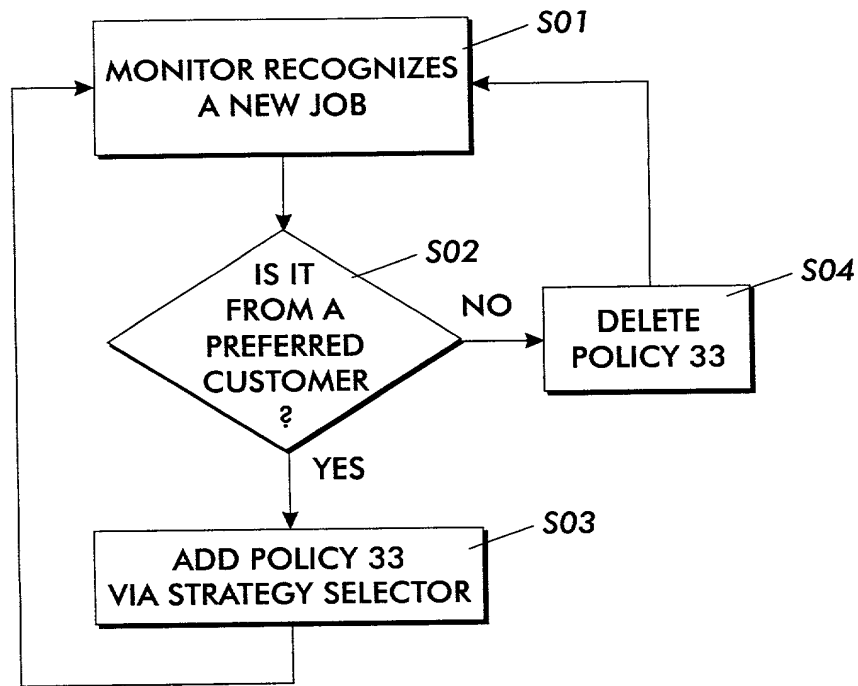 S01
MONITOR RECOGNIZES
A NEW JOB
S02
IS IT
FROM A
PREFERRED
CUSTOMER
?
NO
S04
DELETE
POLICY 33
YES
S03
ADD POLICY 33
VIA STRATEGY SELECTOR